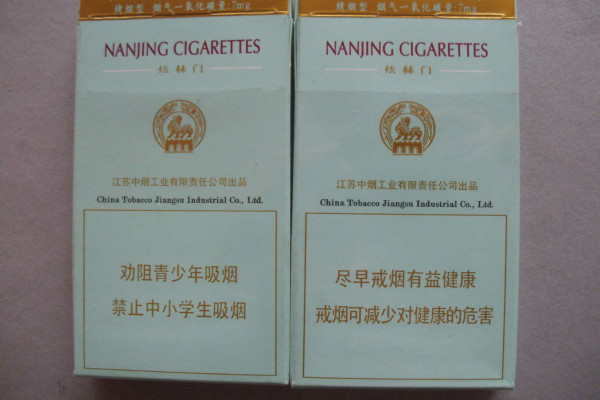 烤烟型 烟气一氧化碳量:7mg
NANJING CIGARETTES
炫赫门
江苏中烟工业有限责任公司出品
China Tobacco Jiangsu Industrial Co., Ltd.
劝阻青少年吸烟
禁止中小学生吸烟
烤烟型 烟气一氧化碳量:7mg
NANJING CIGARETTES
炫赫门
江苏中烟工业有限责任公司出品
China Tobacco Jiangsu Industrial Co., Ltd.
尽早戒烟有益健康
戒烟可减少对健康的危害